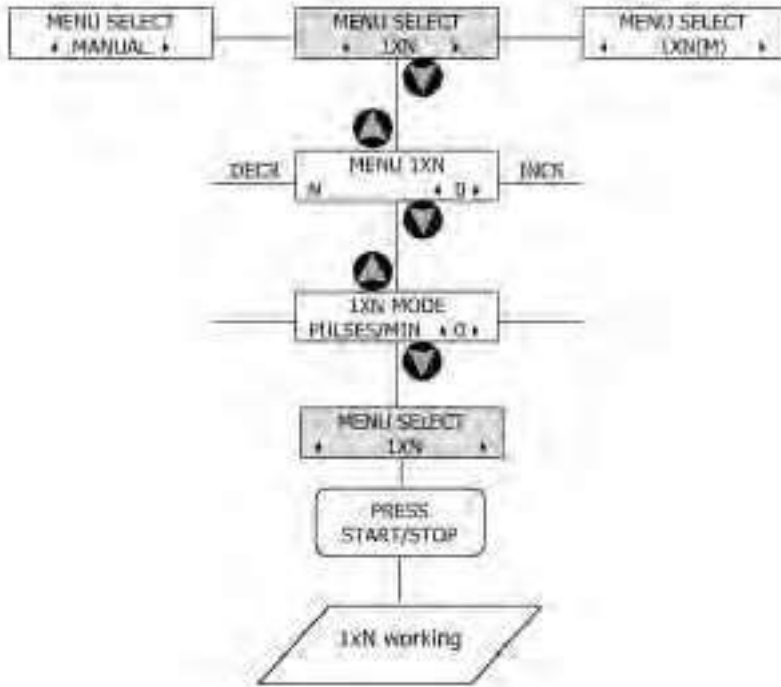 MENU SELECT
MANUAL
MENU SELECT
1XN
MENU SELECT
1XN(M)
MENU 1XN
DECR
INCR
N 0
1XN MODE
PULSES/MIN 0
MENU SELECT
1XN
PRESS
START/STOP
1xN working